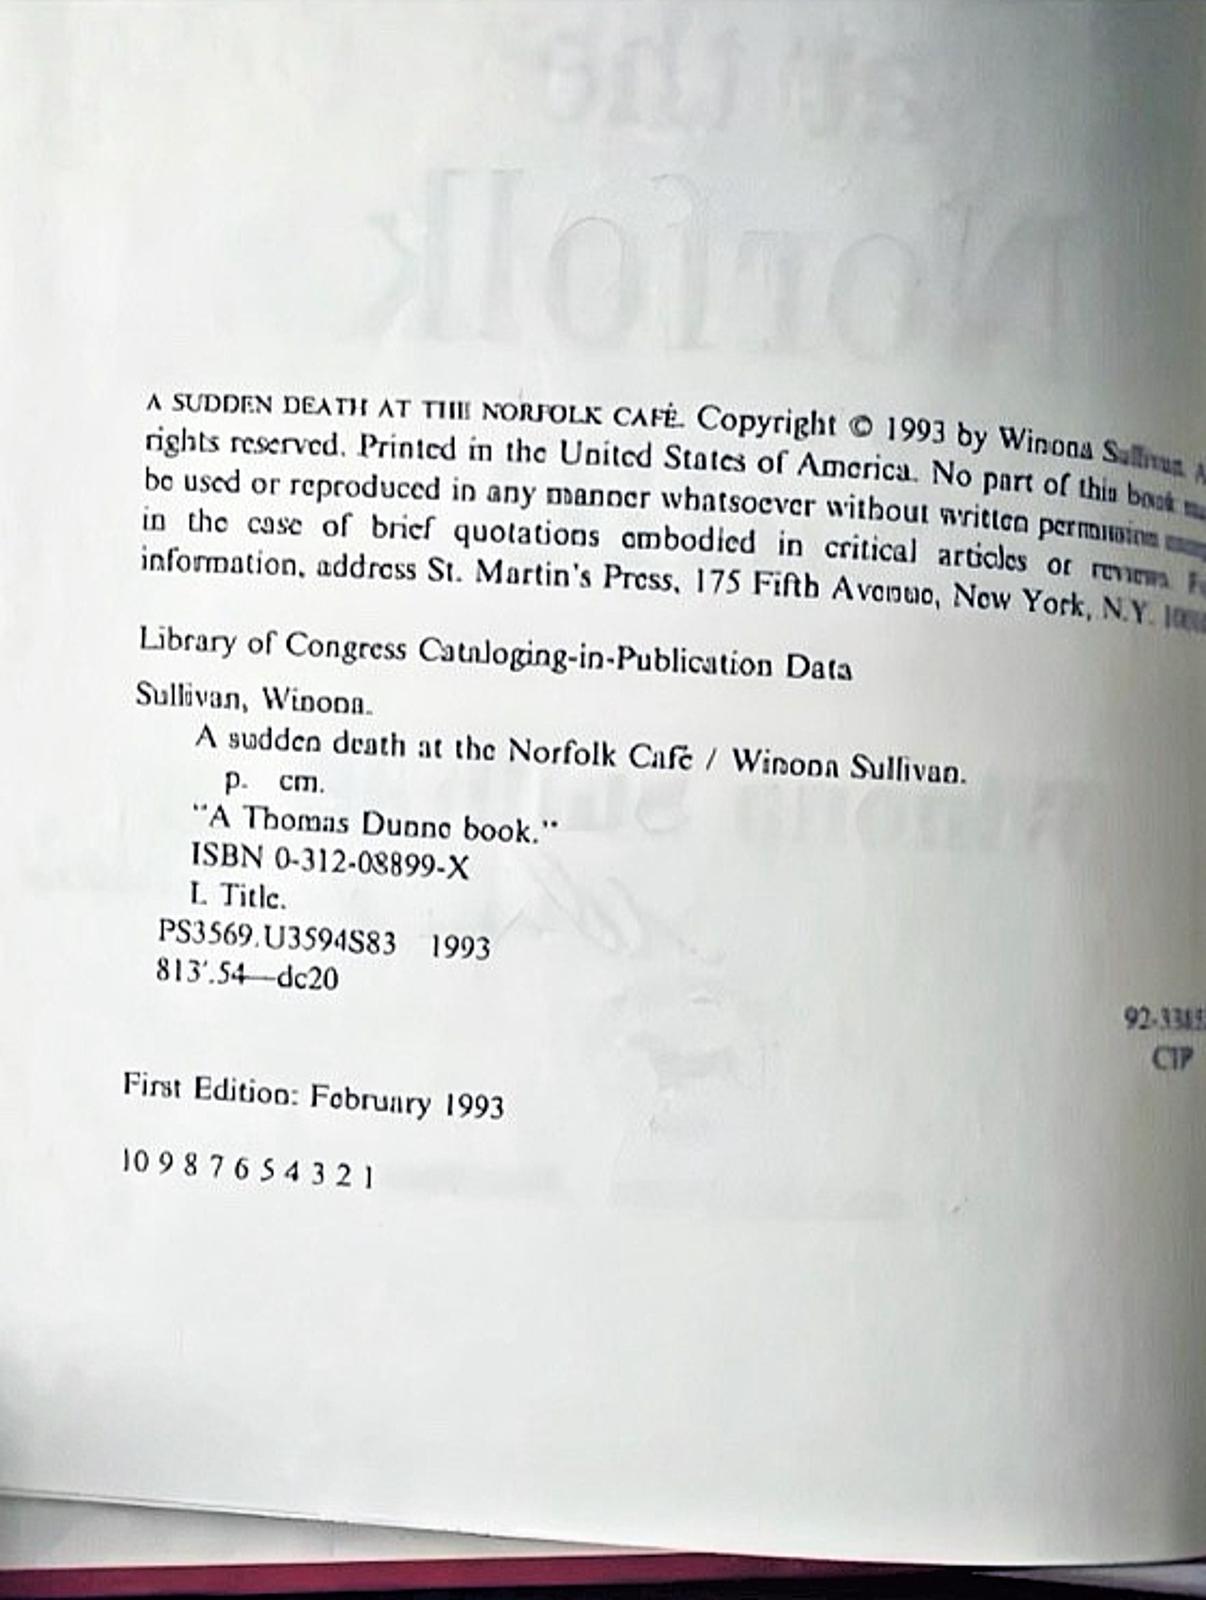 A SUDDEN DEATH AT THE NORFOLK CAFÉ. Copyright © 1993 by Winona Sullivan. A
rights reserved. Printed in the United States of America. No part of this book
be used or reproduced in any manner whatsoever without written permission
in the case of brief quotations embodied in critical articles or reviews. Fo
information, address St. Martin's Press, 175 Fifth Avenue, New York, N.Y.
Library of Congress Cataloging-in-Publication Data
Sullivan, Winona.
A sudden death at the Norfolk Café / Winona Sullivan.
p. cm.
"A Thomas Dunne book."
ISBN 0-312-08899-X
I. Title.
PS3569.U3594S83 1993
813'.54—dc20
CIP
First Edition: February 1993
10 9 8 7 6 5 4 3 2 1